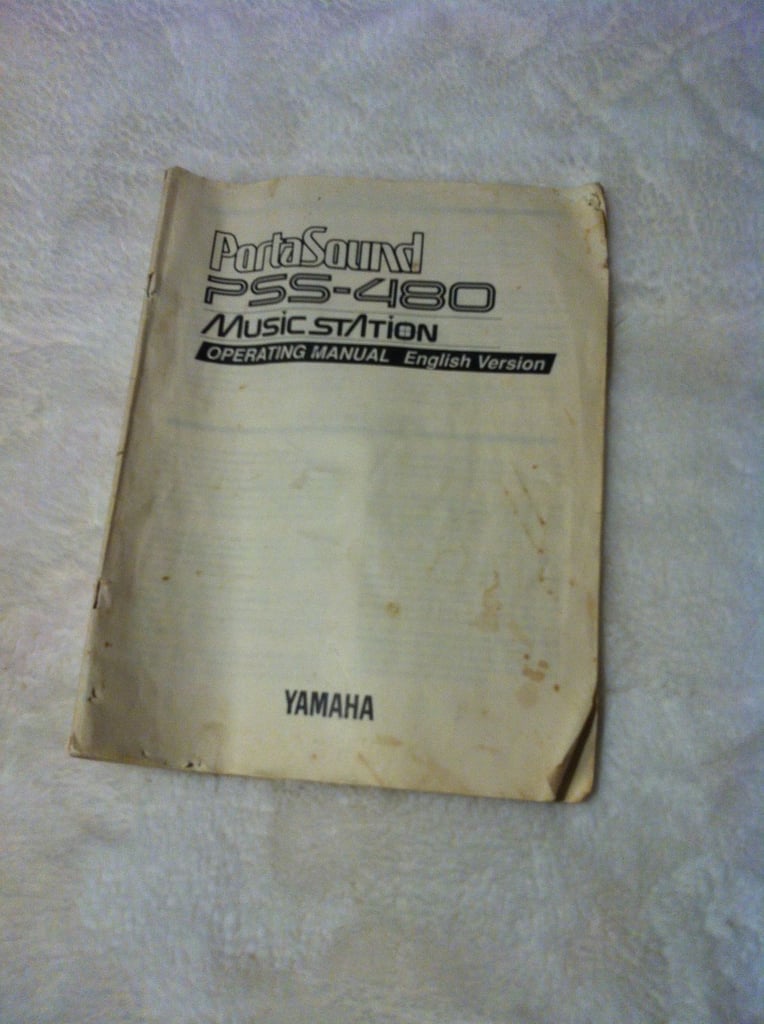 PortaSound
PSS-480
MUSIC STATION
OPERATING MANUAL English Version
YAMAHA